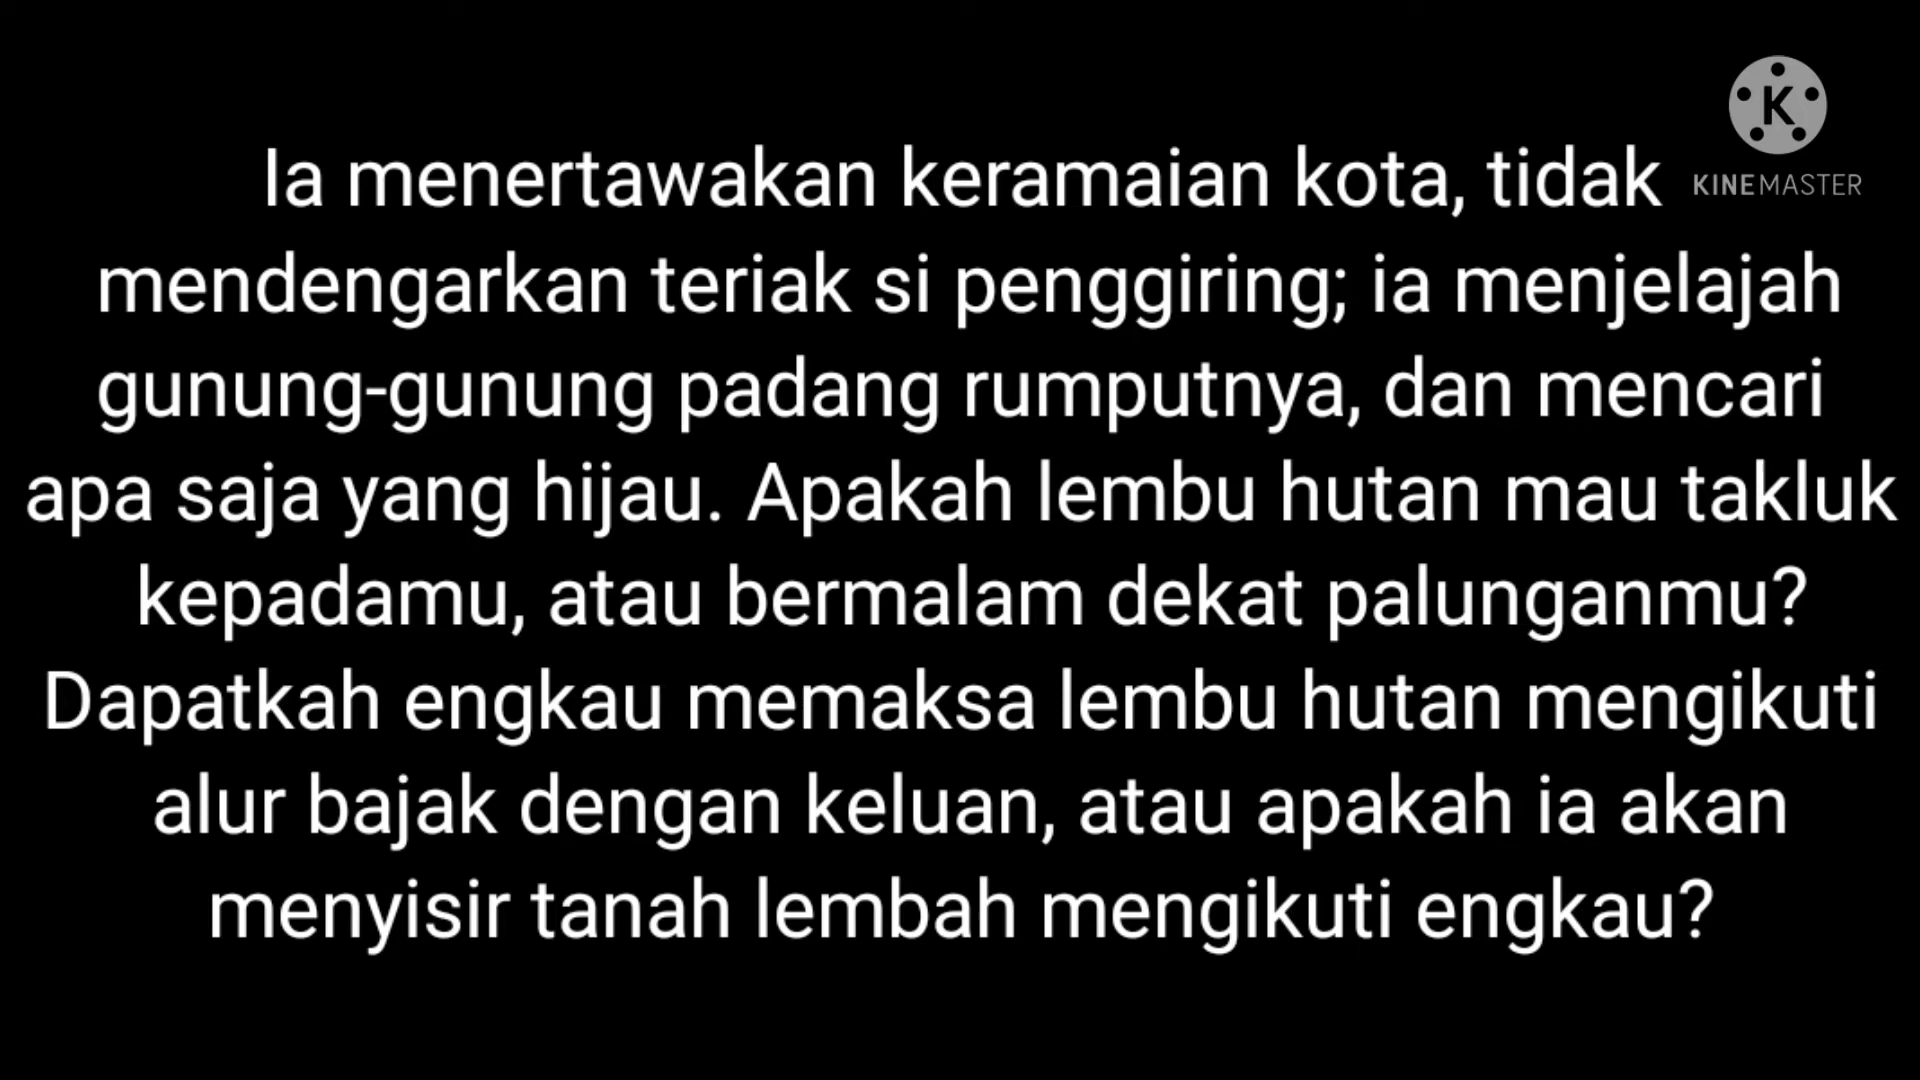 Ia menertawakan keramaian kota, tidak
mendengarkan teriak si penggiring; ia menjelajah
gunung-gunung padang rumputnya, dan mencari
apa saja yang hijau. Apakah lembu hutan mau takluk
kepadamu, atau bermalam dekat palunganmu?
Dapatkah engkau memaksa lembu hutan mengikuti
alur bajak dengan keluan, atau apakah ia akan
menyisir tanah lembah mengikuti engkau?
K
KINEMASTER